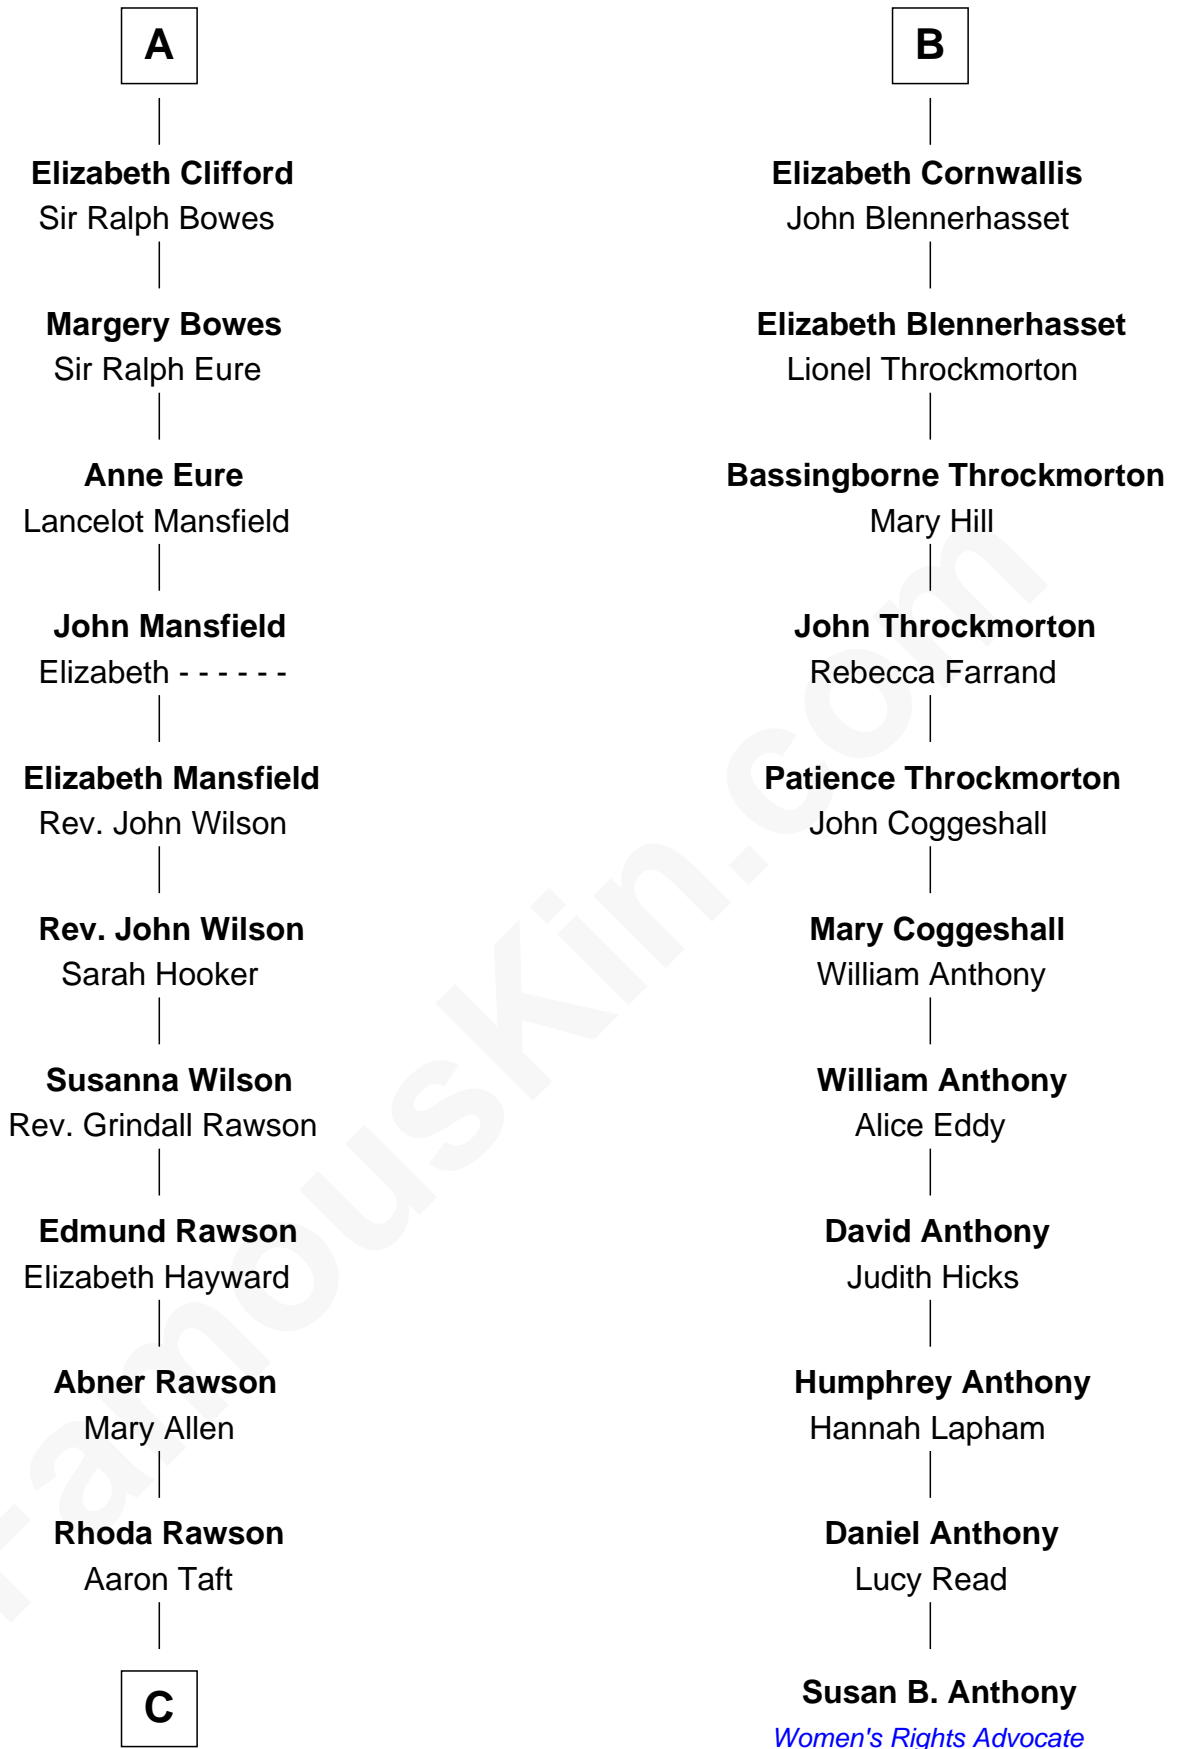 A
Elizabeth Clifford
Sir Ralph Bowes
Margery Bowes
Sir Ralph Eure
Anne Eure
Lancelot Mansfield
John Mansfield
Elizabeth - - - - - -
Elizabeth Mansfield
Rev. John Wilson
Rev. John Wilson
Sarah Hooker
Susanna Wilson
Rev. Grindall Rawson
Edmund Rawson
Elizabeth Hayward
Abner Rawson
Mary Allen
Rhoda Rawson
Aaron Taft
C
B
Elizabeth Cornwallis
John Blennerhasset
Elizabeth Blennerhasset
Lionel Throckmorton
Bassingborne Throckmorton
Mary Hill
John Throckmorton
Rebecca Farrand
Patience Throckmorton
John Coggeshall
Mary Coggeshall
William Anthony
William Anthony
Alice Eddy
David Anthony
Judith Hicks
Humphrey Anthony
Hannah Lapham
Daniel Anthony
Lucy Read
Susan B. Anthony
Women's Rights Advocate
FamousKin.com